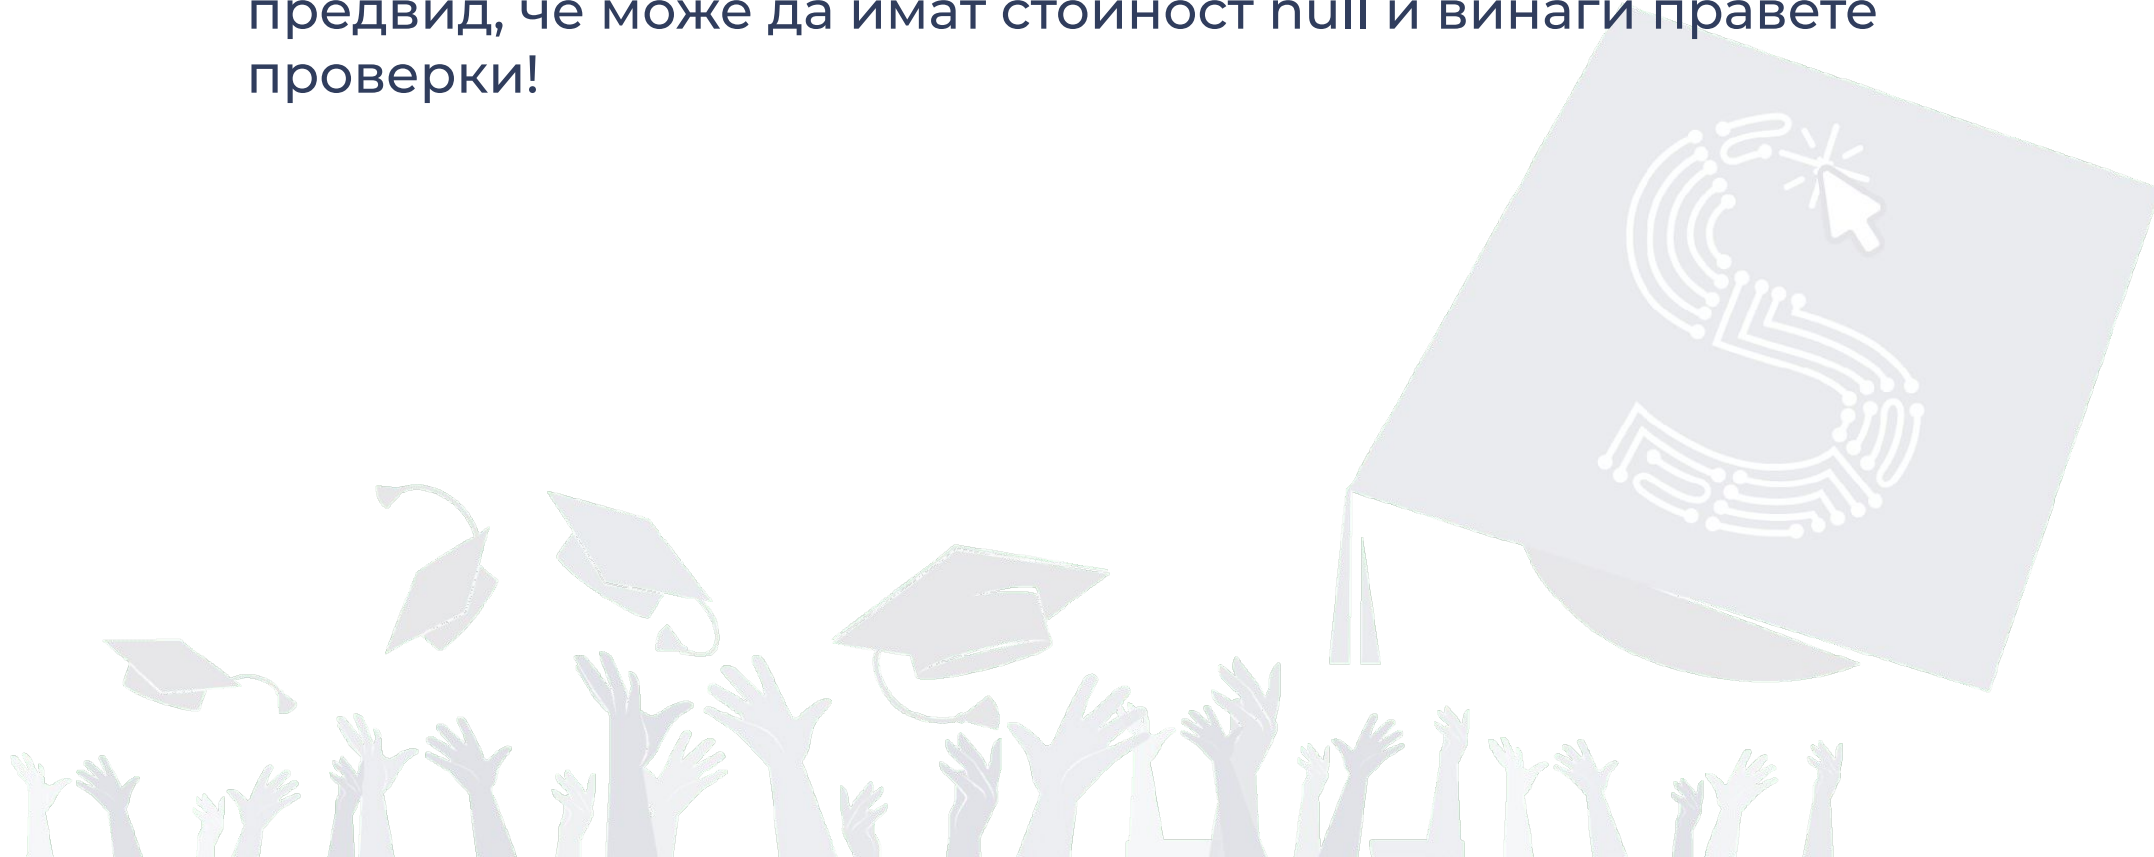 предвид, че може да имат стойност null и винаги правете
проверки!